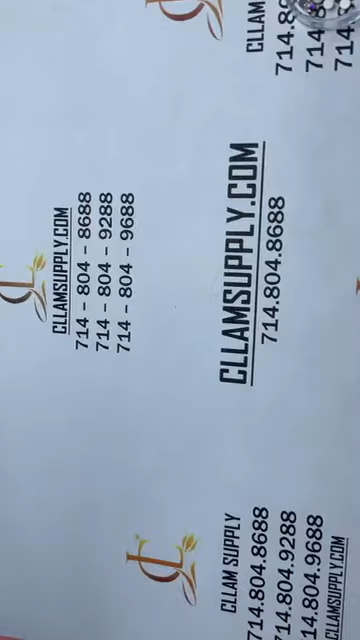 CLLAM
CLLAMSUPPLY.COM
714 - 804 - 8688
714 - 804 - 9288
714 - 804 - 9688
CLLAMSUPPLY.COM
714.804.8688
CLLAM SUPPLY
714.804.8688
714.804.9288
714.804.9688
CLLAMSUPPLY.COM